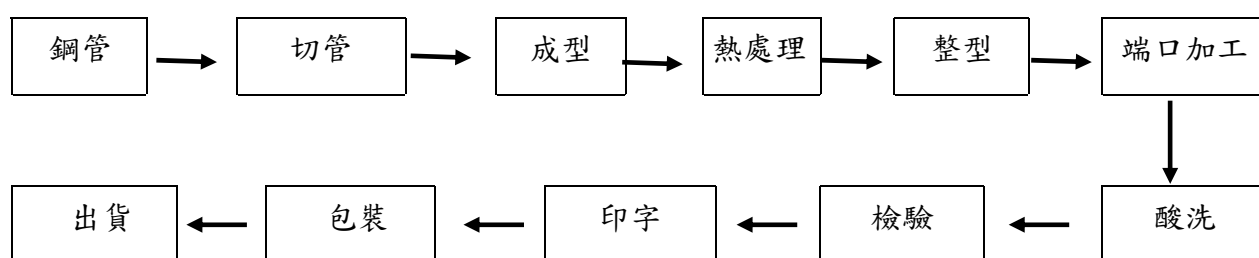 鋼管 切管 成型 熱處理 整型 端口加工
出貨 包裝 印字 檢驗 酸洗